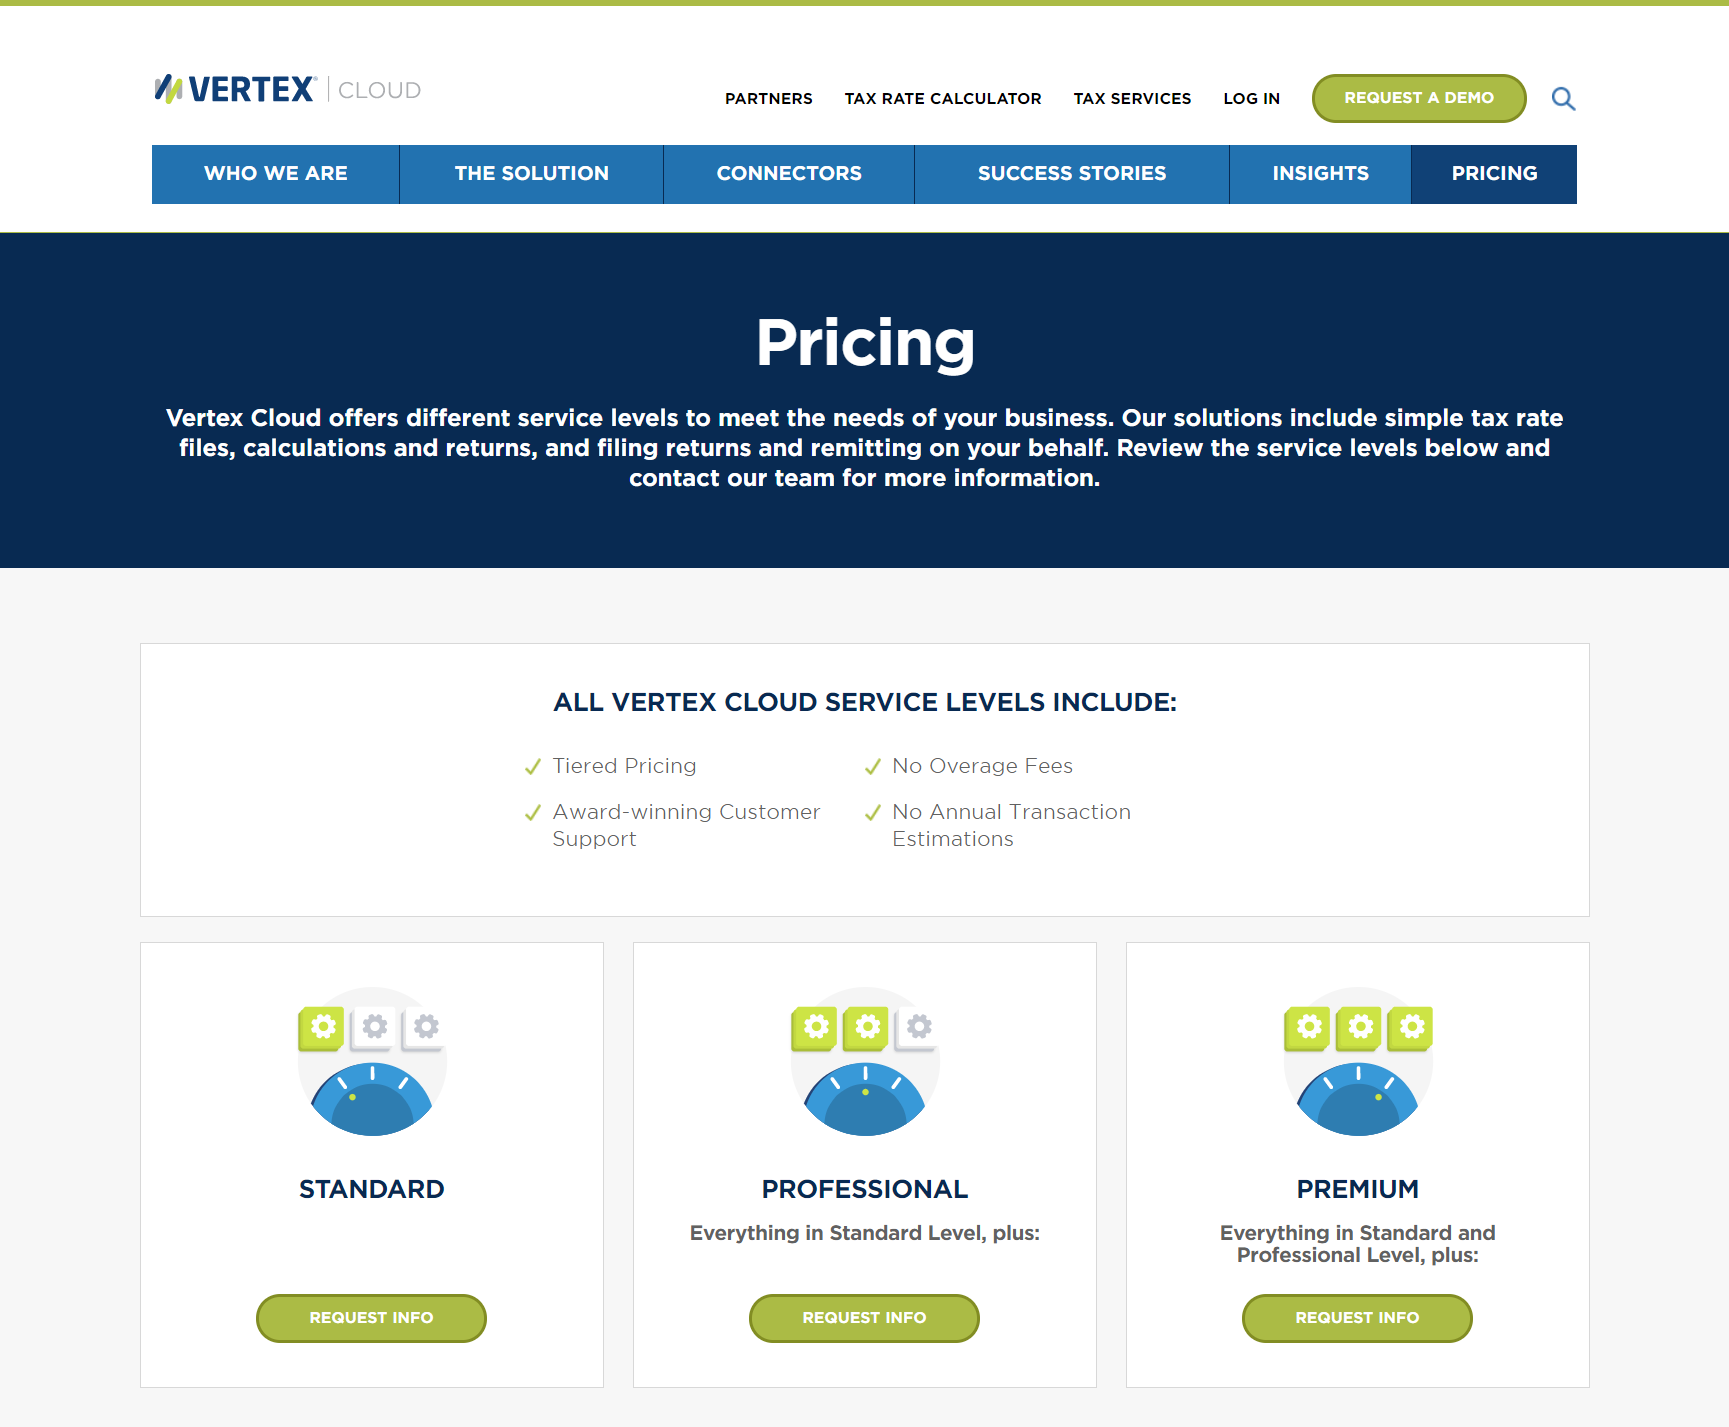 VERTEX CLOUD
PARTNERS TAX RATE CALCULATOR TAX SERVICES LOG IN REQUEST A DEMO
WHO WE ARE THE SOLUTION CONNECTORS SUCCESS STORIES INSIGHTS PRICING
Pricing
Vertex Cloud offers different service levels to meet the needs of your business. Our solutions include simple tax rate
files, calculations and returns, and filing returns and remitting on your behalf. Review the service levels below and
contact our team for more information.
ALL VERTEX CLOUD SERVICE LEVELS INCLUDE:
Tiered Pricing
Award-winning Customer
Support
No Overage Fees
No Annual Transaction
Estimations
STANDARD
REQUEST INFO
PROFESSIONAL
Everything in Standard Level, plus:
REQUEST INFO
PREMIUM
Everything in Standard and
Professional Level, plus:
REQUEST INFO